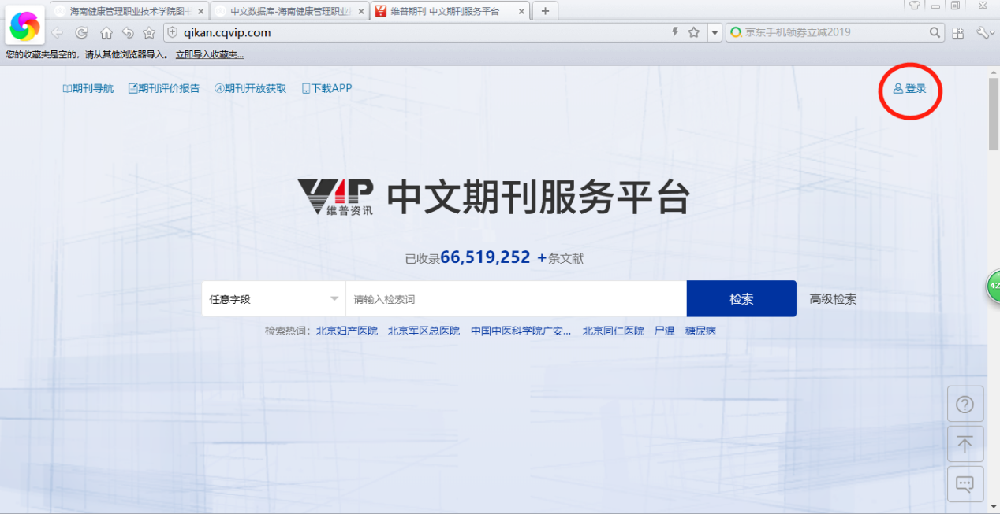 海南健康管理职业技术学院图书
中文数据库-海南健康管理职业
维普期刊 中文期刊服务平台
qikan.cqvip.com
京东手机领券立减2019
您的收藏夹是空的，请从其他浏览器导入。 立即导入收藏夹...
期刊导航 期刊评价报告 期刊开放获取 下载APP
登录
VIP 维普资讯 中文期刊服务平台
已收录66,519,252 +条文献
任意字段 请输入检索词 检索 高级检索
42
检索热词： 北京妇产医院 北京军区总医院 中国中医科学院广安... 北京同仁医院 尸温 糖尿病